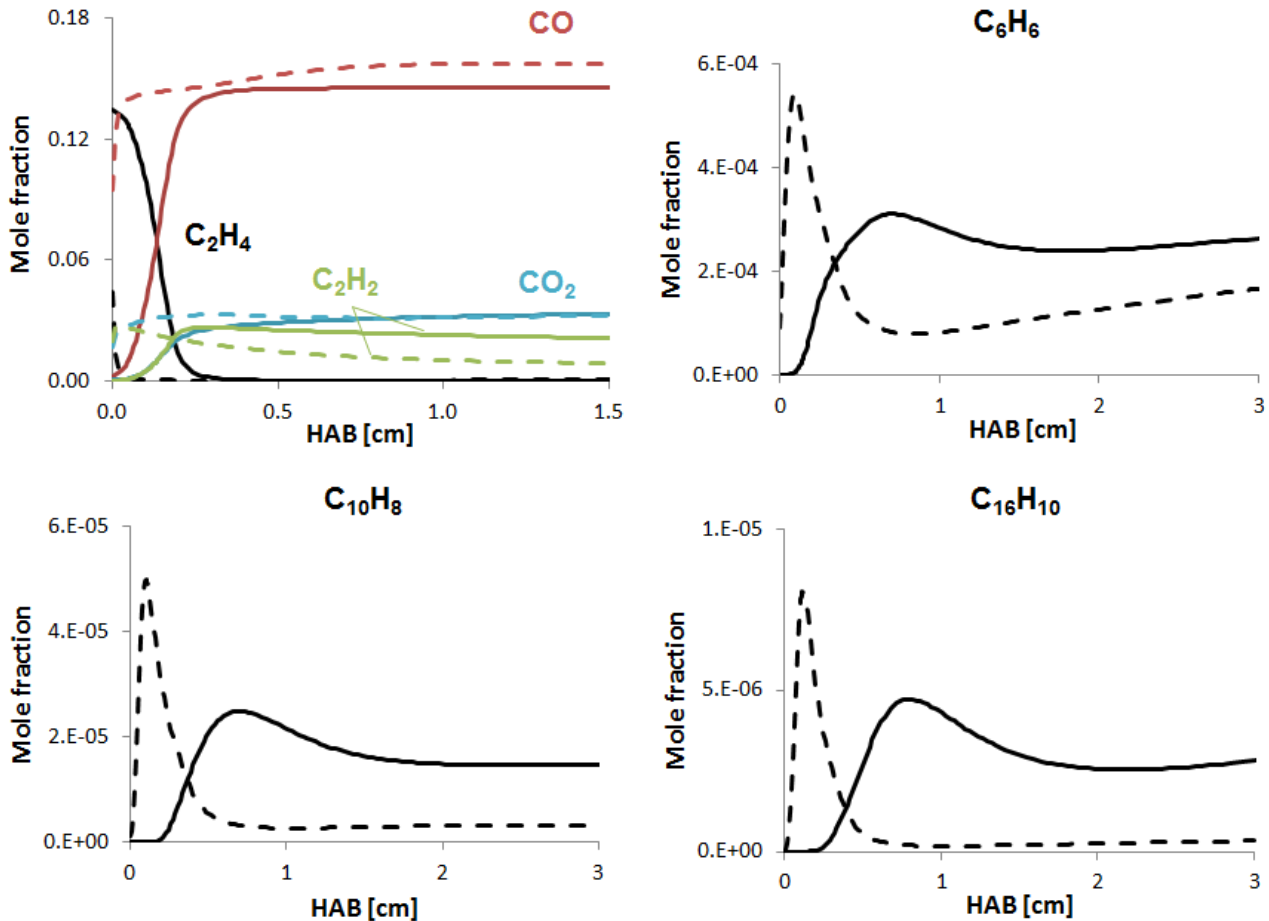 CO
Mole fraction
0.18
0.12
0.06
0.00
C₂H₄
C₂H₂
CO₂
0.0 0.5 1.0 1.5
HAB [cm]
C₆H₆
Mole fraction
6.E-04
4.E-04
2.E-04
0.E+00
0 1 2 3
HAB [cm]
C₁₀H₈
Mole fraction
6.E-05
4.E-05
2.E-05
0.E+00
0 1 2 3
HAB [cm]
C₁₆H₁₀
Mole fraction
1.E-05
5.E-06
0.E+00
0 1 2 3
HAB [cm]